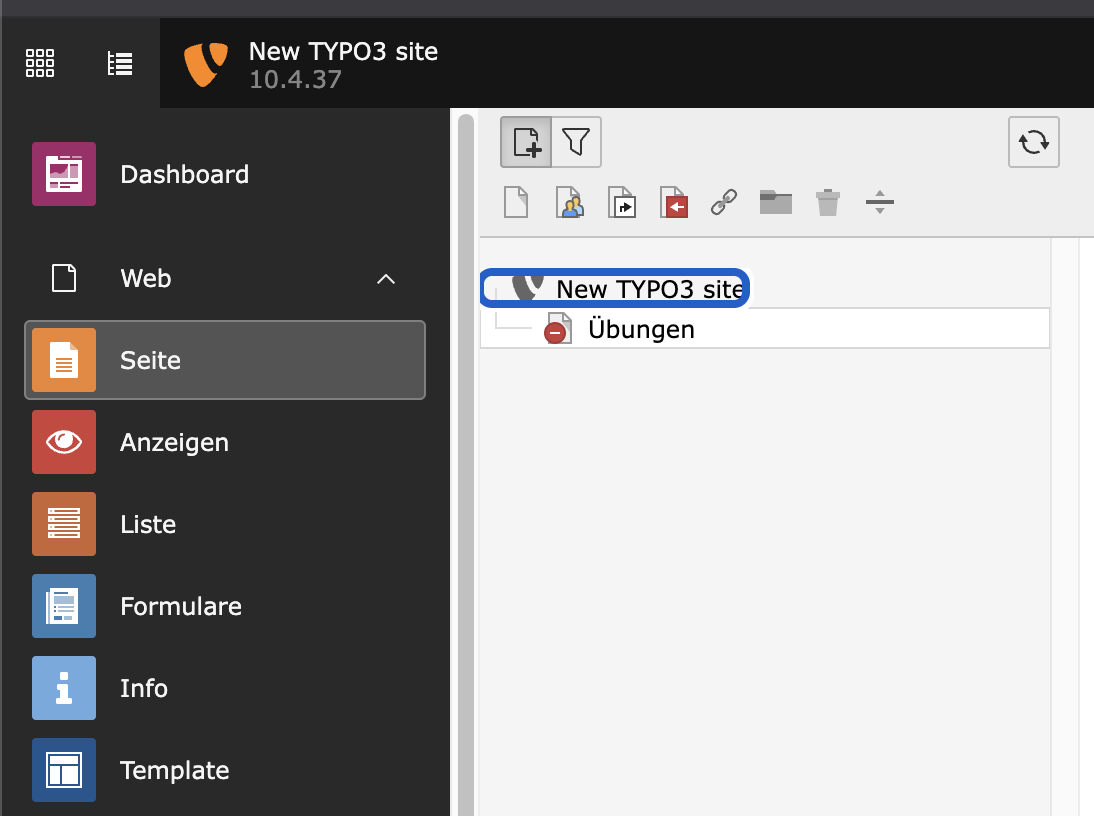 New TYPO3 site
10.4.37
Dashboard
Web
Seite
Anzeigen
Liste
Formulare
Info
Template
New TYPO3 site
Übungen